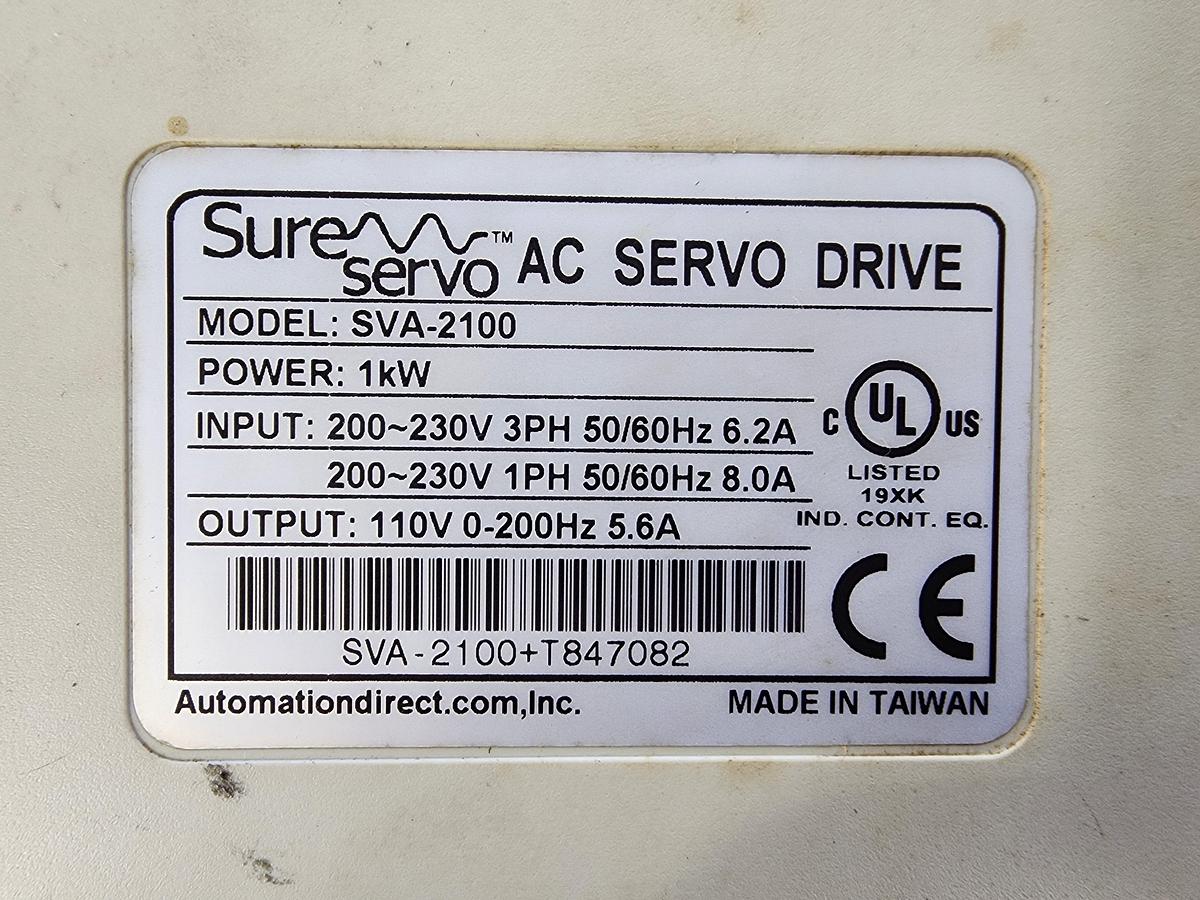 Sure servo™ AC SERVO DRIVE
MODEL: SVA-2100
POWER: 1kW
INPUT: 200~230V 3PH 50/60Hz 6.2A
200~230V 1PH 50/60Hz 8.0A
OUTPUT: 110V 0-200Hz 5.6A
C UL US
LISTED
19XK
IND. CONT. EQ.
CE
SVA-2100+T847082
Automationdirect.com,Inc.
MADE IN TAIWAN